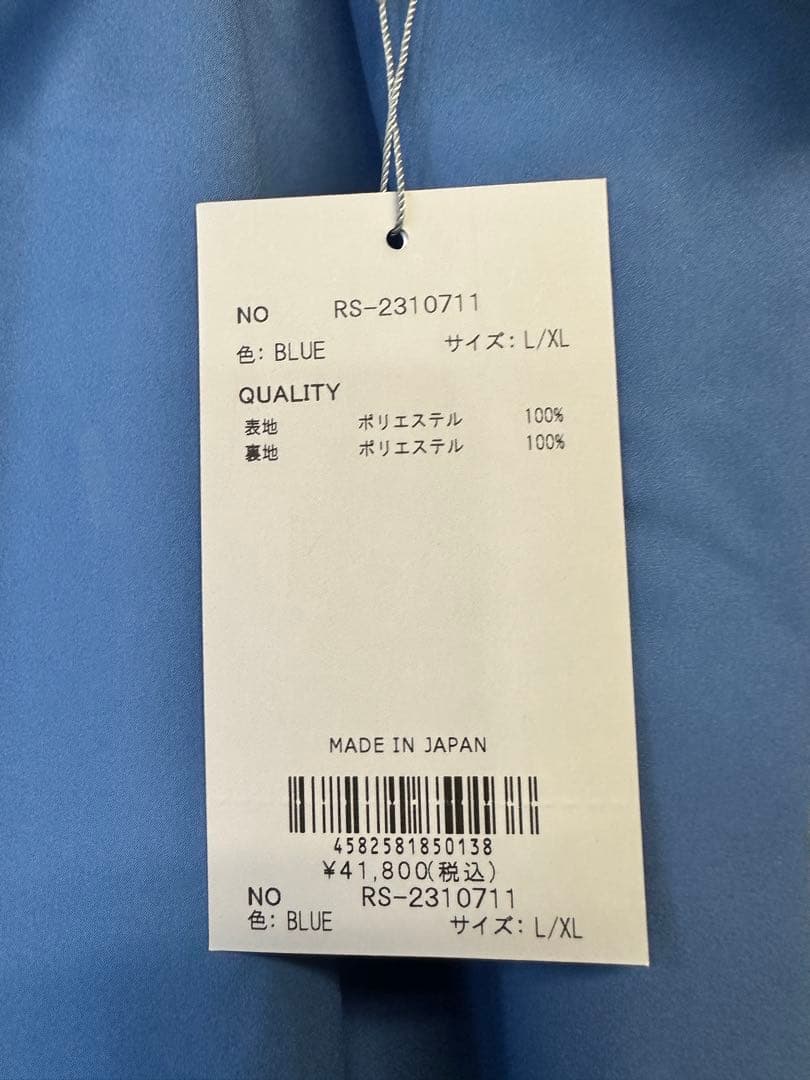 NO RS-2310711
色: BLUE サイズ: L/XL
QUALITY
表地 ポリエステル 100%
裏地 ポリエステル 100%
MADE IN JAPAN
4582581850138
¥41,800(税込)
NO RS-2310711
色: BLUE サイズ: L/XL